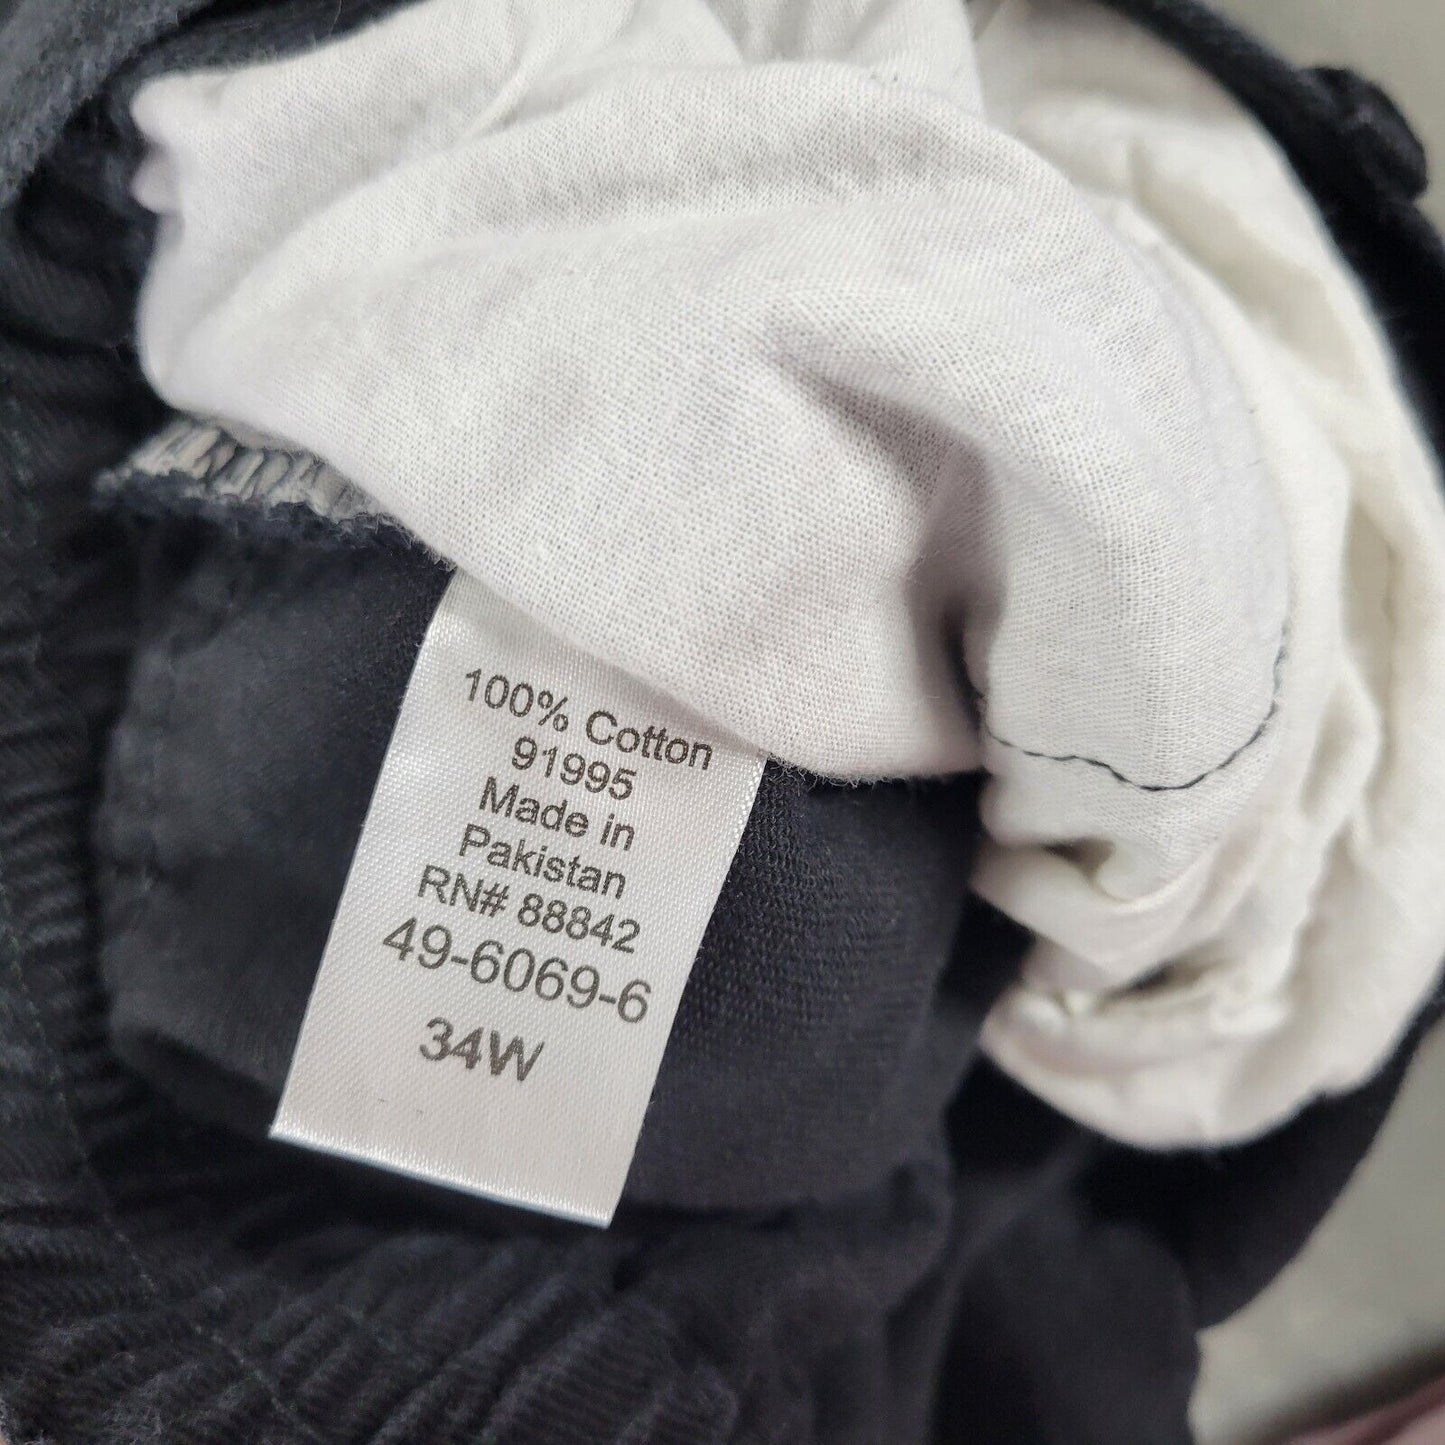 100% Cotton
91995
Made in
Pakistan
RN# 88842
49-6069-6
34W